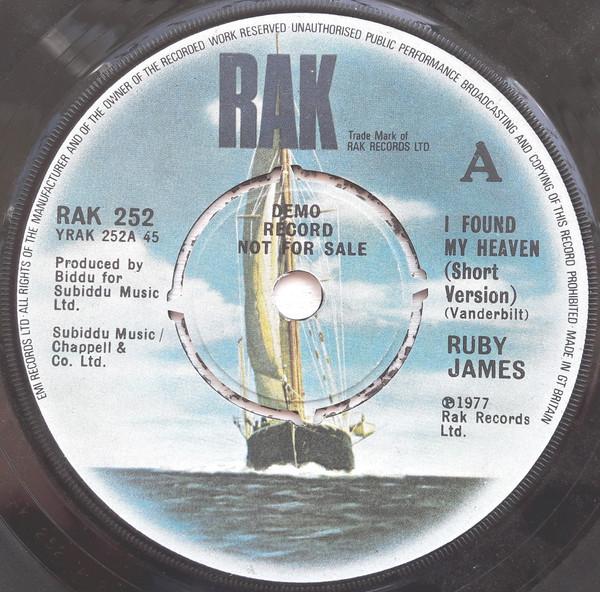 EMI RECORDS LTD · ALL RIGHTS OF THE MANUFACTURER AND OF THE OWNER OF THE RECORDED WORK RESERVED · UNAUTHORISED PUBLIC PERFORMANCE BROADCASTING AND COPYING OF THIS RECORD PROHIBITED · MADE IN GT BRITAIN
RAK
Trade Mark of
RAK RECORDS LTD.
A
RAK 252
YRAK 252A 45
Produced by
Biddu for
Subiddu Music
Ltd.
Subiddu Music/
Chappell &
Co. Ltd.
DEMO
RECORD
NOT FOR SALE
I FOUND
MY HEAVEN
(Short
Version)
(Vanderbilt)
RUBY
JAMES
℗1977
Rak Records
Ltd.